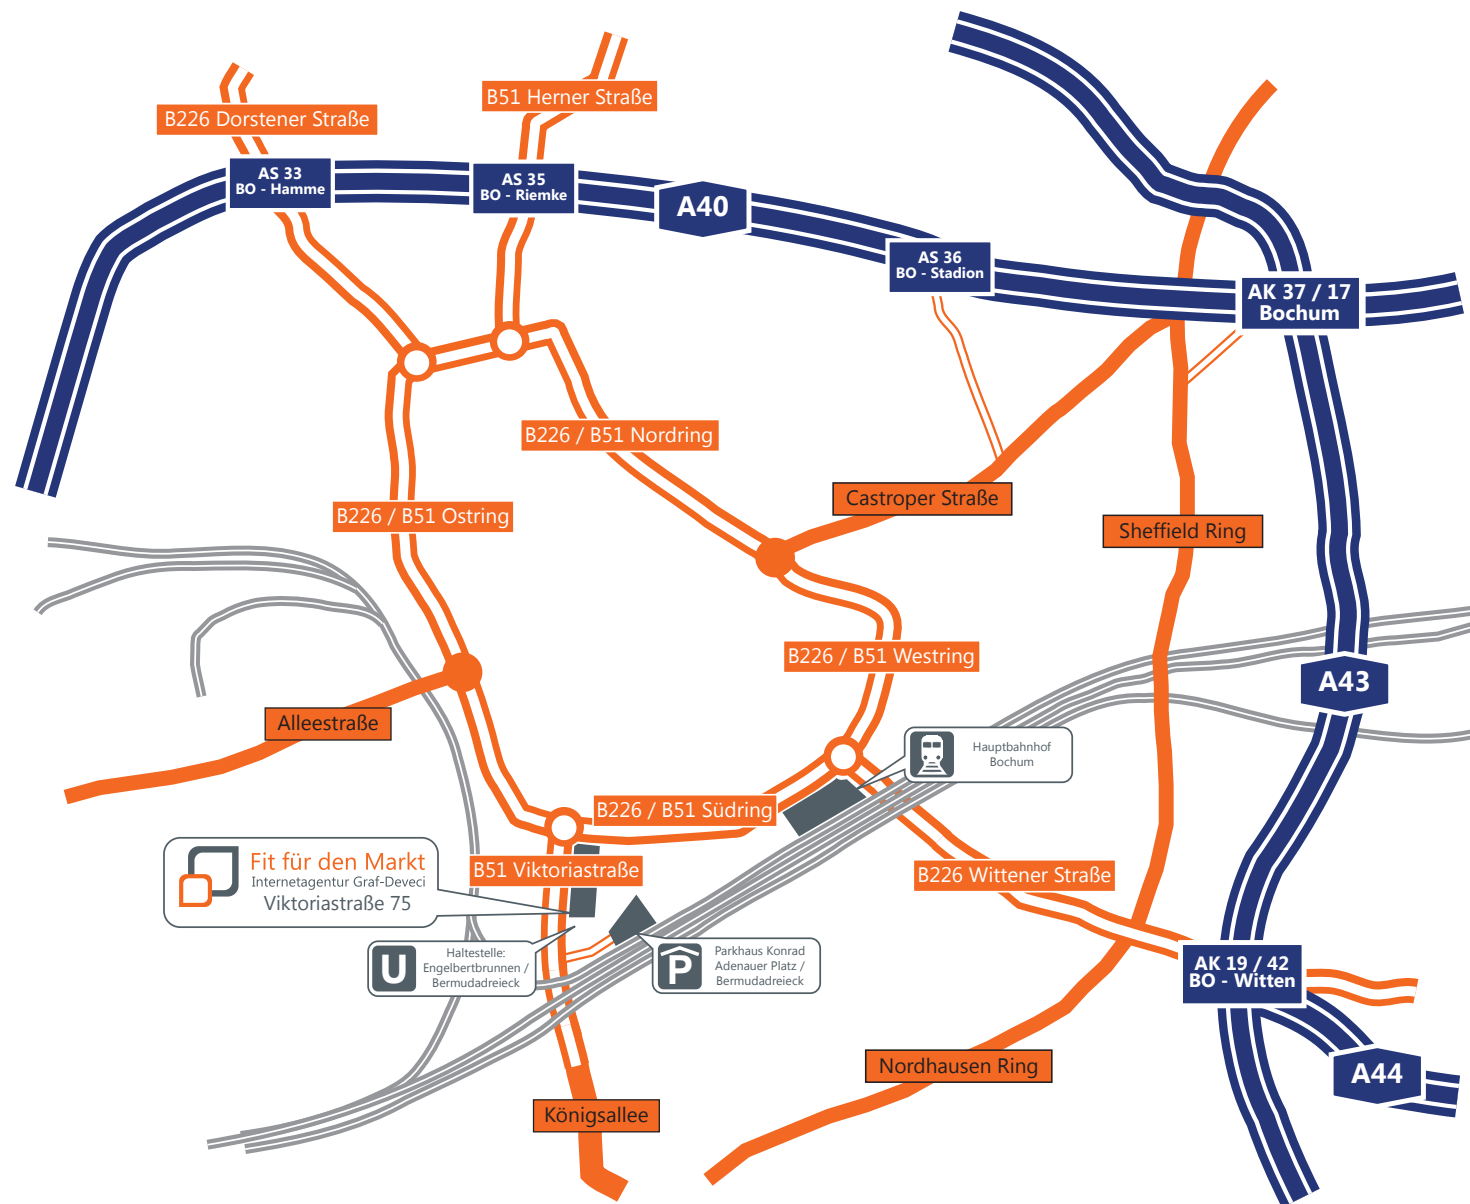 B51 Herner Straße
B226 Dorstener Straße
AS 33
BO - Hamme
AS 35
BO - Riemke
A40
AS 36
BO - Stadion
AK 37 / 17
Bochum
B226 / B51 Nordring
Castroper Straße
B226 / B51 Ostring
Sheffield Ring
B226 / B51 Westring
A43
Alleestraße
Hauptbahnhof
Bochum
B226 / B51 Südring
Fit für den Markt
Internetagentur Graf-Deveci
Viktoriastraße 75
B51 Viktoriastraße
B226 Wittener Straße
U
Haltestelle:
Engelbertbrunnen /
Bermudadreieck
P
Parkhaus Konrad
Adenauer Platz /
Bermudadreieck
AK 19 / 42
BO - Witten
Nordhausen Ring
A44
Königsallee